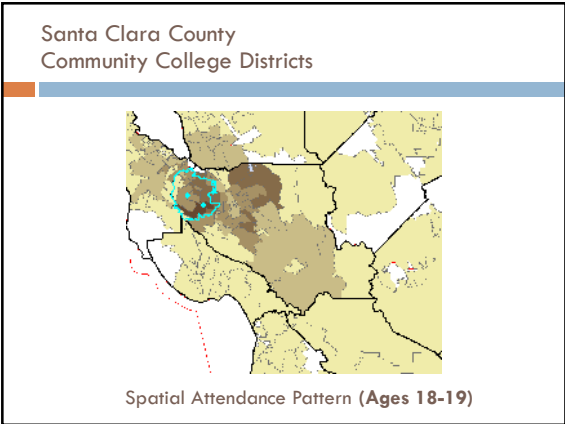 Santa Clara County
Community College Districts
Spatial Attendance Pattern (Ages 18-19)